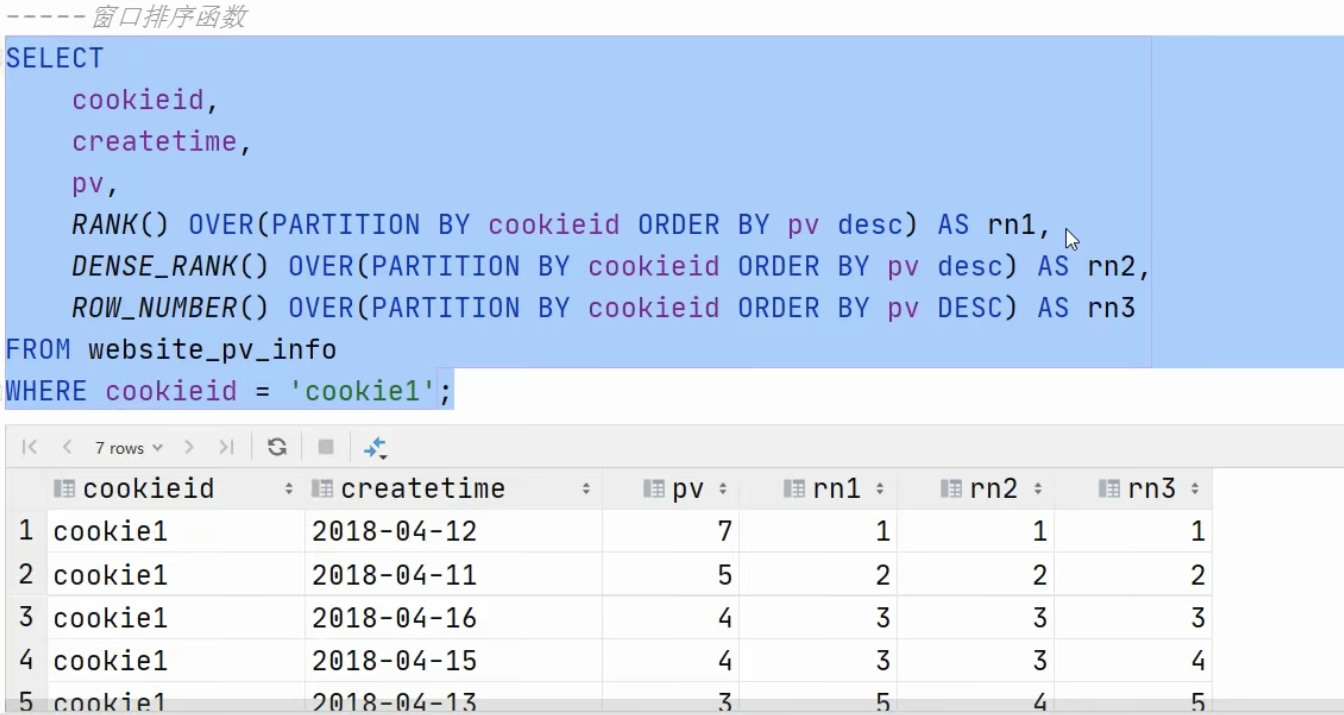 -----窗口排序函数
SELECT
cookieid,
createtime,
pv,
RANK() OVER(PARTITION BY cookieid ORDER BY pv desc) AS rn1,
DENSE_RANK() OVER(PARTITION BY cookieid ORDER BY pv desc) AS rn2,
ROW_NUMBER() OVER(PARTITION BY cookieid ORDER BY pv DESC) AS rn3
FROM website_pv_info
WHERE cookieid = 'cookie1';
7 rows
cookieid createtime pv rn1 rn2 rn3
1 cookie1 2018-04-12 7 1 1 1
2 cookie1 2018-04-11 5 2 2 2
3 cookie1 2018-04-16 4 3 3 3
4 cookie1 2018-04-15 4 3 3 4
5 cookie1 2018-04-13 3 5 4 5